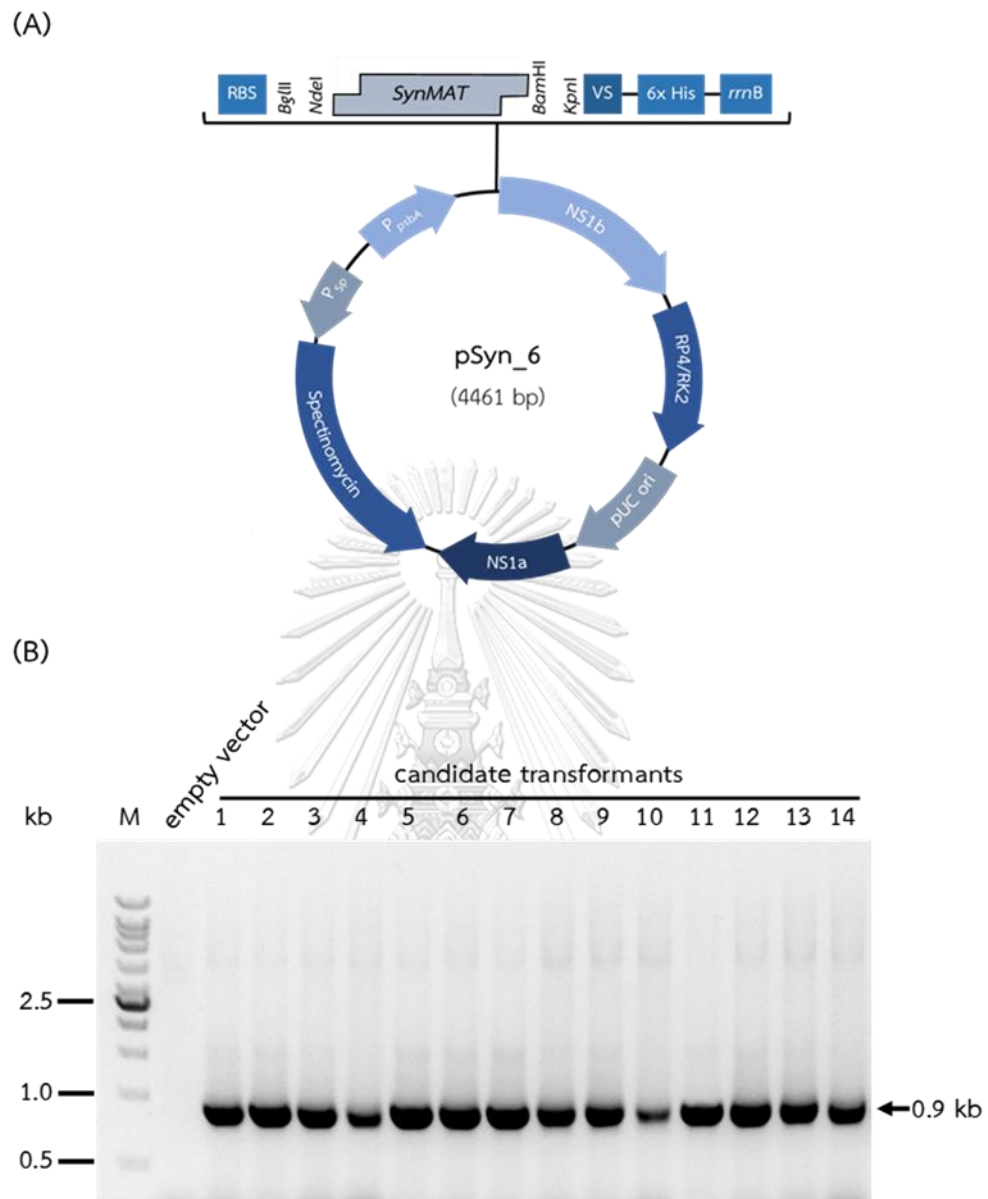 (A)
RBS BglII NdeI SynMAT BamHI KpnI VS 6x His rrnB
PpsbA
NS1b
PSP
RP4/RK2
pSyn_6
(4461 bp)
Spectinomycin
pUC ori
NS1a
(B)
empty vector
candidate transformants
kb M 1 2 3 4 5 6 7 8 9 10 11 12 13 14
2.5
1.0
0.9 kb
0.5